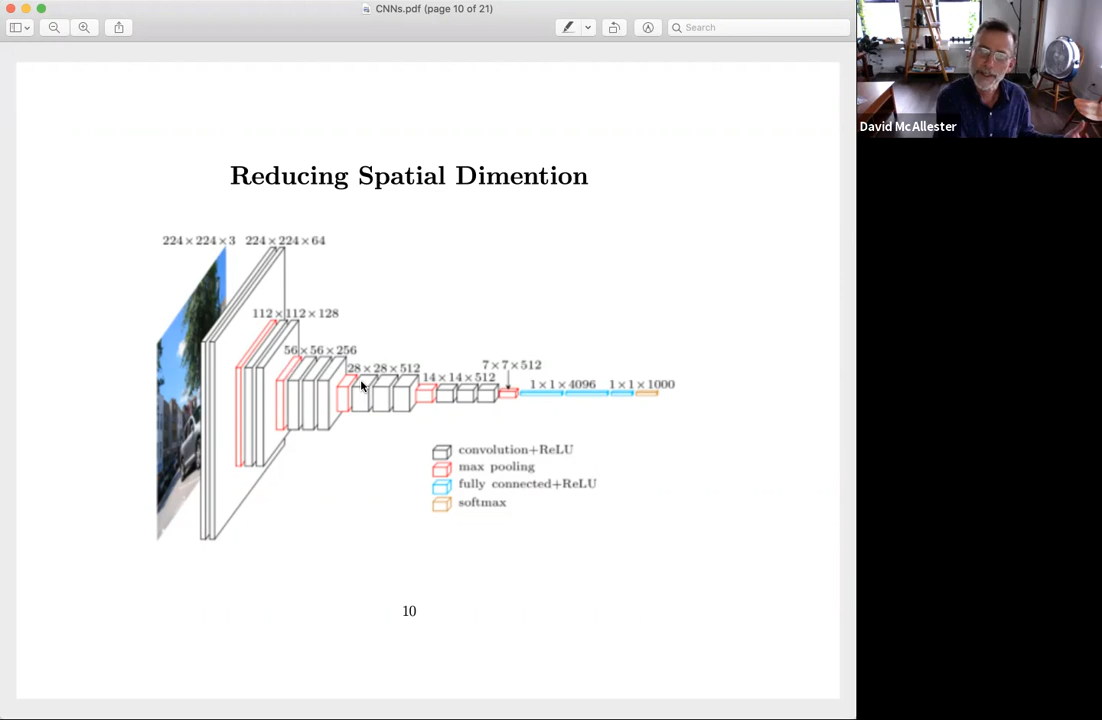 CNNs.pdf (page 10 of 21)
Search
David McAllester
Reducing Spatial Dimention
224×224×3 224×224×64
112×112×128
56×56×256
28×28×512
14×14×512
7×7×512
1×1×4096 1×1×1000
convolution+ReLU
max pooling
fully connected+ReLU
softmax
10